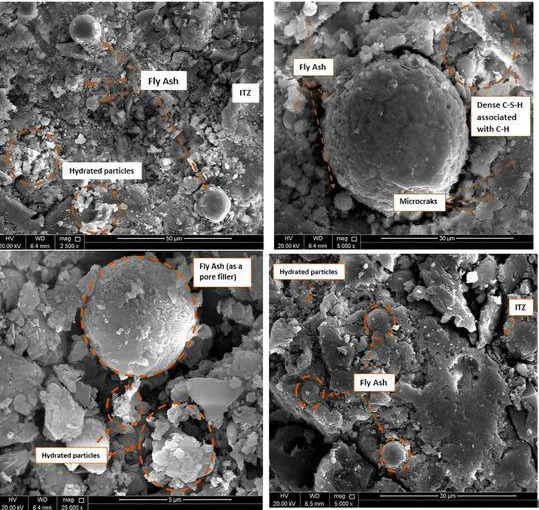 Fly Ash
ITZ
Hydrated particles
HV WD mag
20.00 kV 6.4 mm 2 500 x
50 µm
Fly Ash
Dense C-S-H
associated
with C-H
Microcraks
HV WD mag
20.00 kV 6.4 mm 5 000 x
30 µm
Fly Ash (as a
pore filler)
Hydrated particles
HV WD mag
20.00 kV 6.4 mm 25 000 x
5 µm
Hydrated particles
ITZ
Fly Ash
HV WD mag
20.00 kV 6.5 mm 5 000 x
30 µm